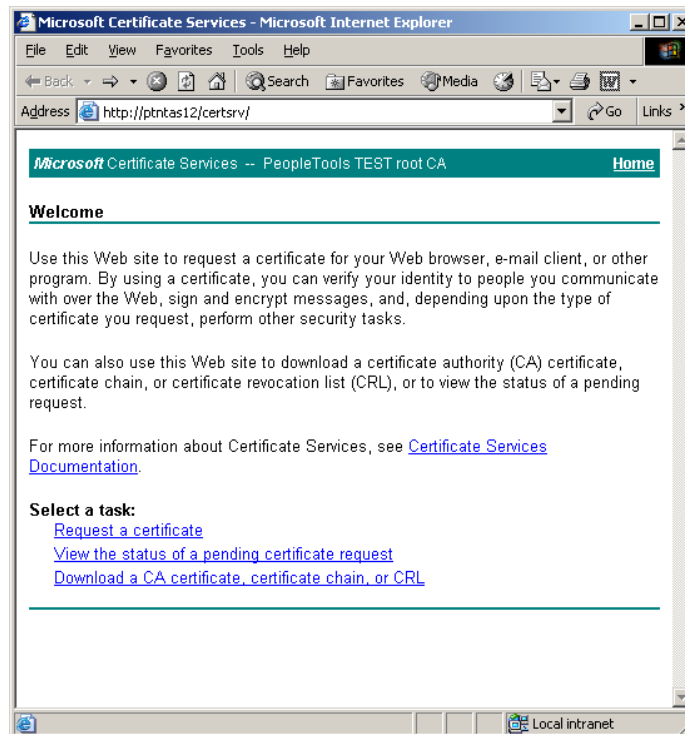 Microsoft Certificate Services - Microsoft Internet Explorer
File Edit View Favorites Tools Help
Back Search Favorites Media
Address http://ptntas12/certsrv/ Go Links
Microsoft Certificate Services -- PeopleTools TEST root CA Home
Welcome
Use this Web site to request a certificate for your Web browser, e-mail client, or other
program. By using a certificate, you can verify your identity to people you communicate
with over the Web, sign and encrypt messages, and, depending upon the type of
certificate you request, perform other security tasks.
You can also use this Web site to download a certificate authority (CA) certificate,
certificate chain, or certificate revocation list (CRL), or to view the status of a pending
request.
For more information about Certificate Services, see Certificate Services
Documentation.
Select a task:
Request a certificate
View the status of a pending certificate request
Download a CA certificate, certificate chain, or CRL
Local intranet